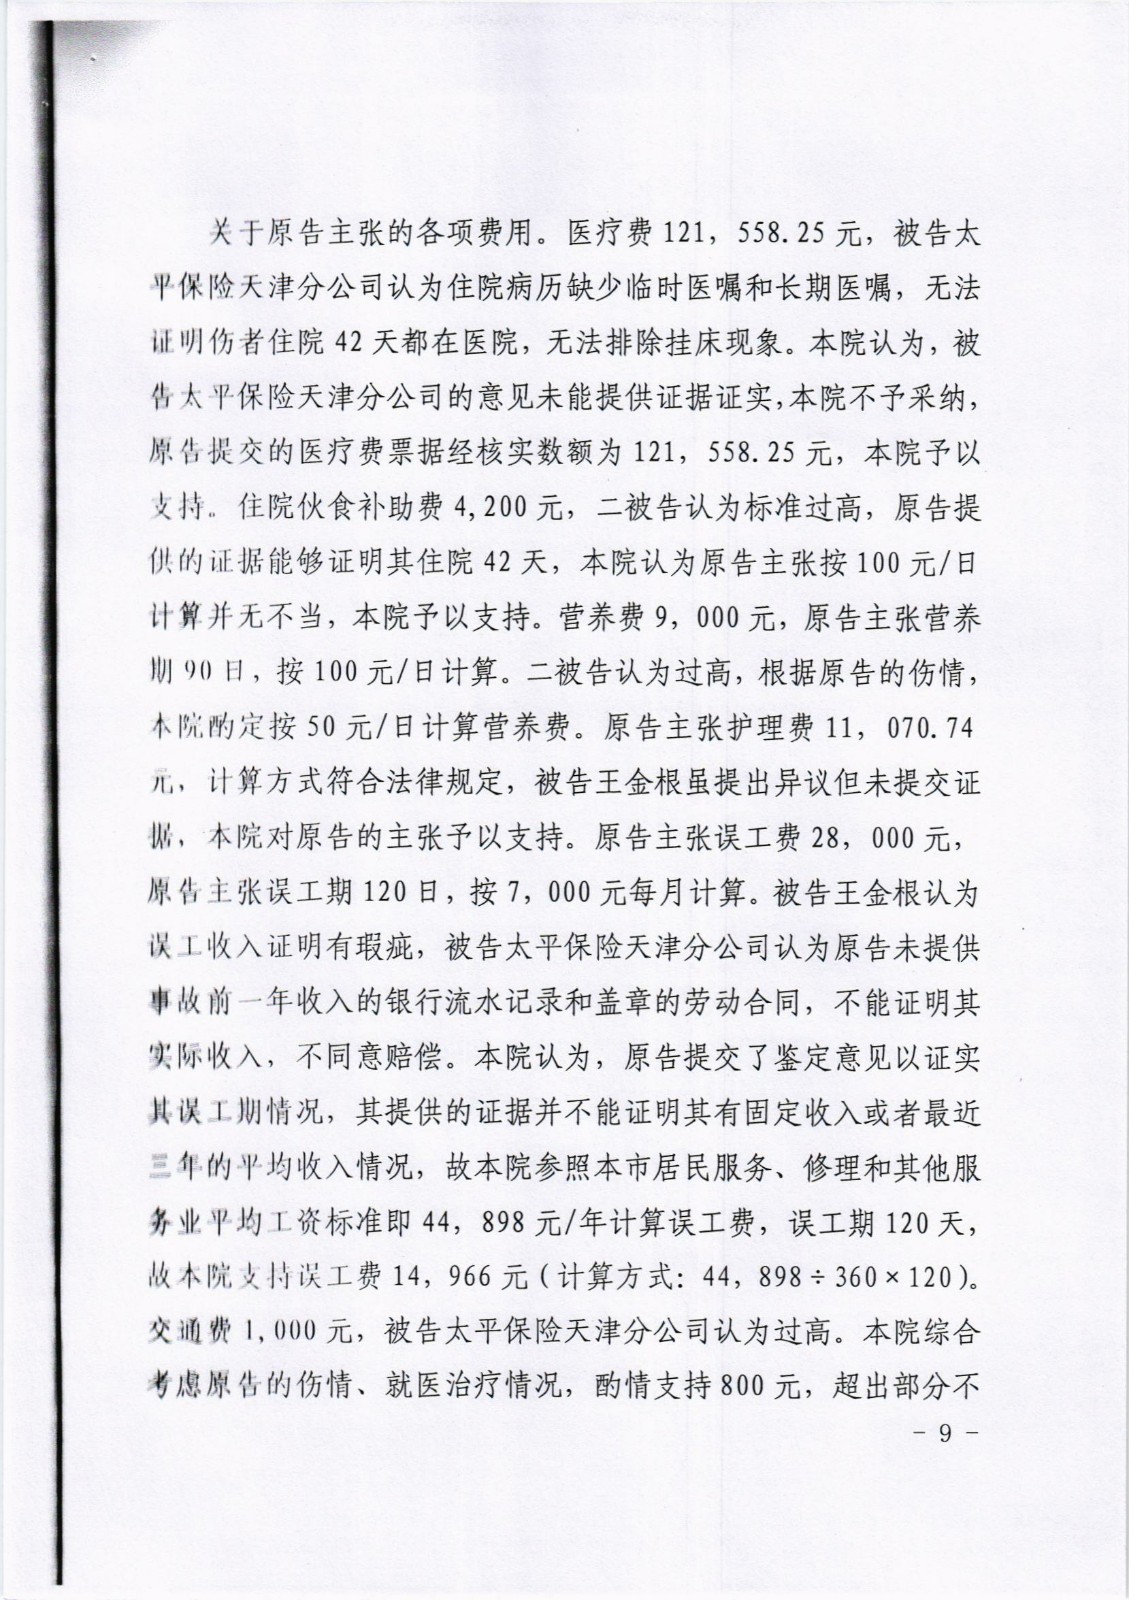 关于原告主张的各项费用。医疗费 121，558.25 元，被告太
平保险天津分公司认为住院病历缺少临时医嘱和长期医嘱，无法
证明伤者住院 42 天都在医院，无法排除挂床现象。本院认为，被
告太平保险天津分公司的意见未能提供证据证实，本院不予采纳，
原告提交的医疗费票据经核实数额为 121，558.25 元，本院予以
支持。住院伙食补助费 4,200 元，二被告认为标准过高，原告提
供的证据能够证明其住院 42 天，本院认为原告主张按 100 元/日
计算并无不当，本院予以支持。营养费 9，000 元，原告主张营养
期 90 日，按 100 元/日计算。二被告认为过高，根据原告的伤情，
本院酌定按 50 元/日计算营养费。原告主张护理费 11，070.74
元，计算方式符合法律规定，被告王金根虽提出异议但未提交证
据，本院对原告的主张予以支持。原告主张误工费 28，000 元，
原告主张误工期 120 日，按 7，000 元每月计算。被告王金根认为
误工收入证明有瑕疵，被告太平保险天津分公司认为原告未提供
事故前一年收入的银行流水记录和盖章的劳动合同，不能证明其
实际收入，不同意赔偿。本院认为，原告提交了鉴定意见以证实
其误工期情况，其提供的证据并不能证明其有固定收入或者最近
三年的平均收入情况，故本院参照本市居民服务、修理和其他服
务业平均工资标准即 44，898 元/年计算误工费，误工期 120 天，
故本院支持误工费 14，966 元（计算方式：44，898÷360×120）。
交通费 1,000 元，被告太平保险天津分公司认为过高。本院综合
考虑原告的伤情、就医治疗情况，酌情支持 800 元，超出部分不
- 9 -